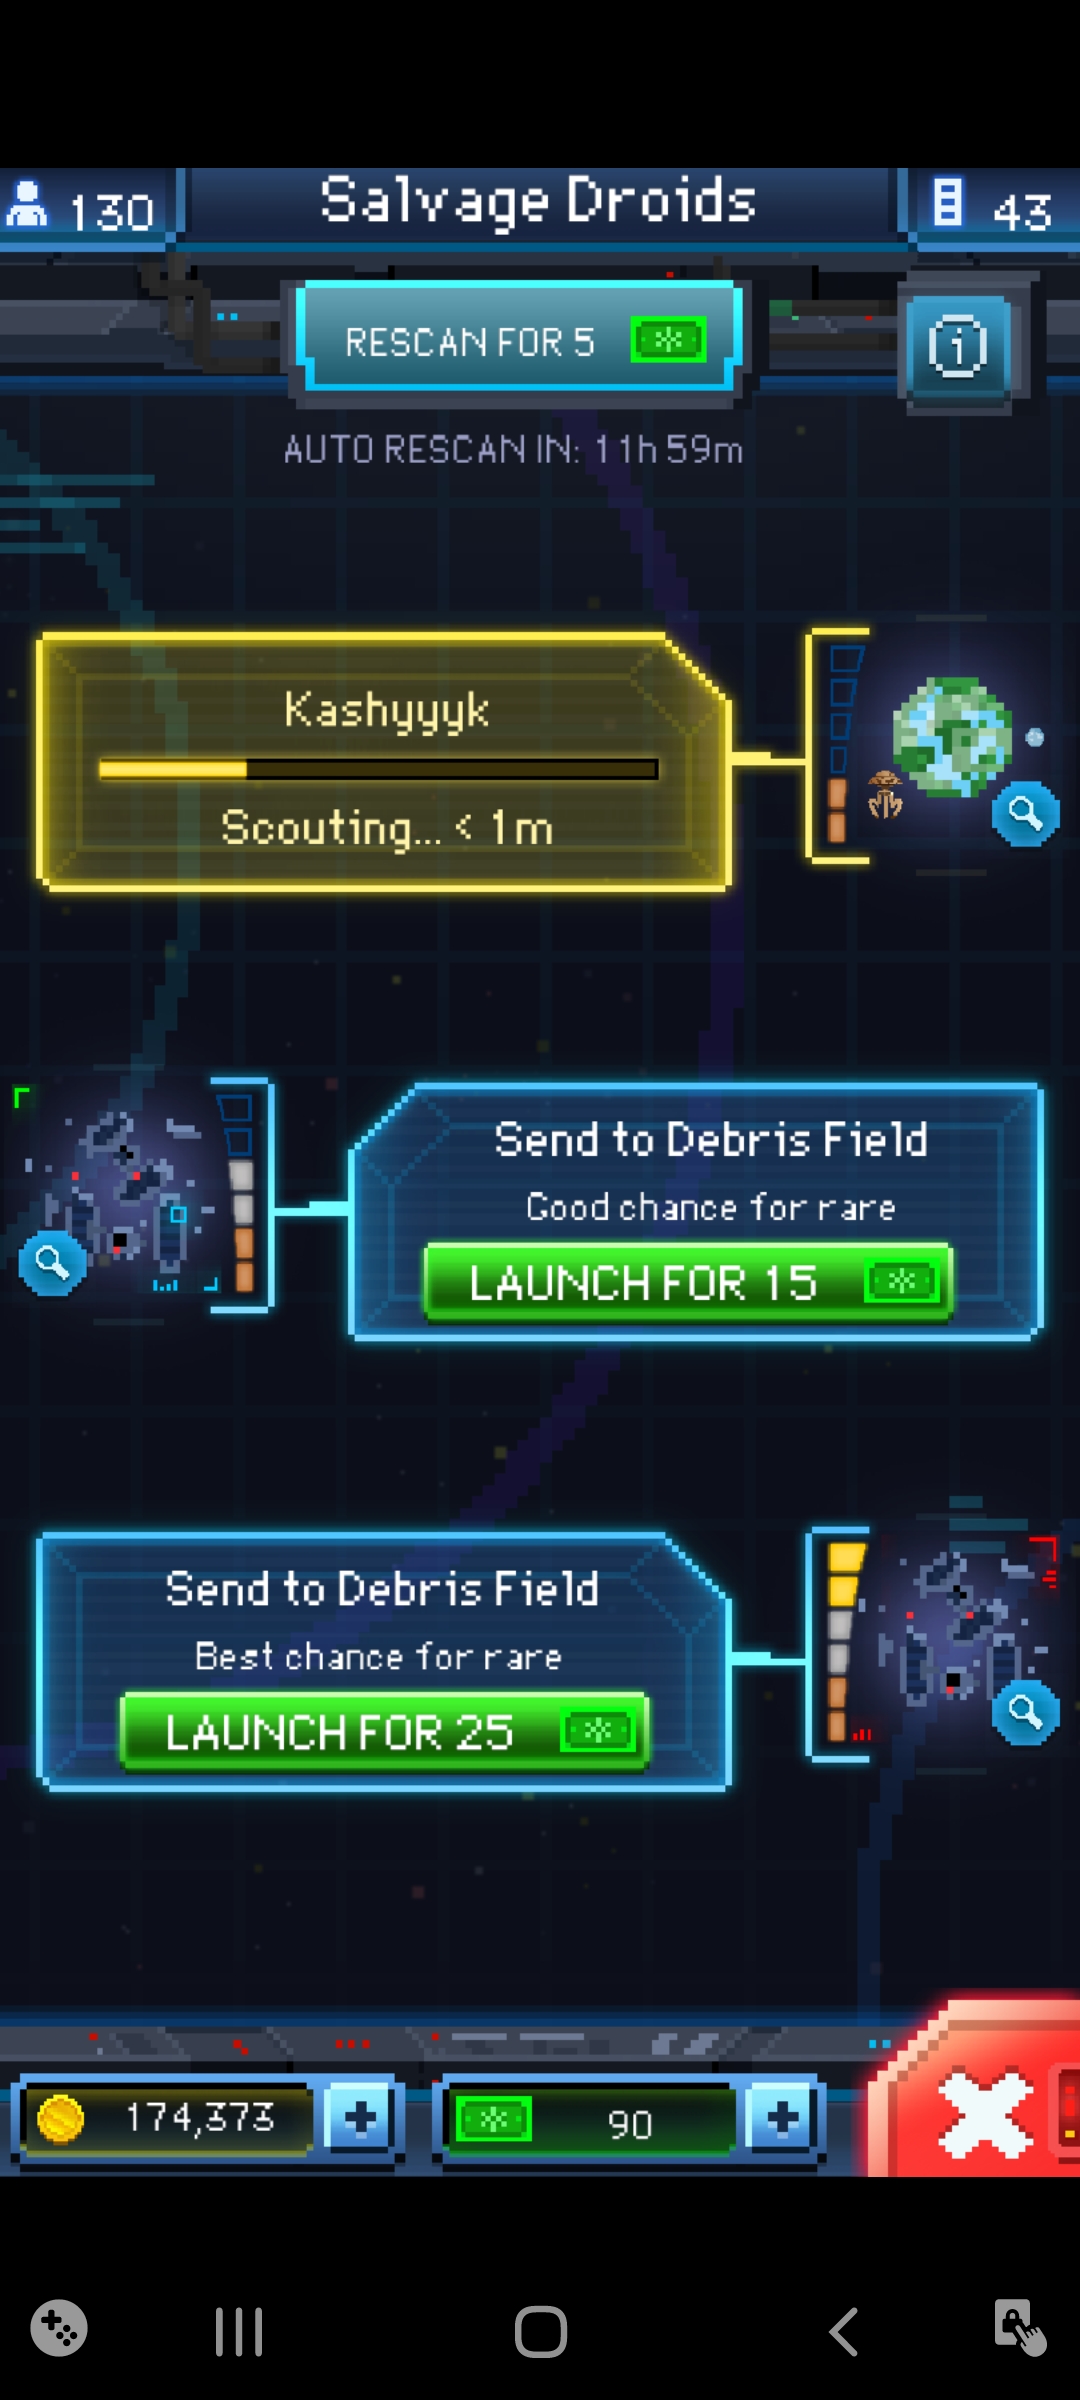 130
Salvage Droids
43
RESCAN FOR 5
i
AUTO RESCAN IN: 11h 59m
Kashyyyk
Scouting... < 1m
Send to Debris Field
Good chance for rare
LAUNCH FOR 15
Send to Debris Field
Best chance for rare
LAUNCH FOR 25
174,373
90